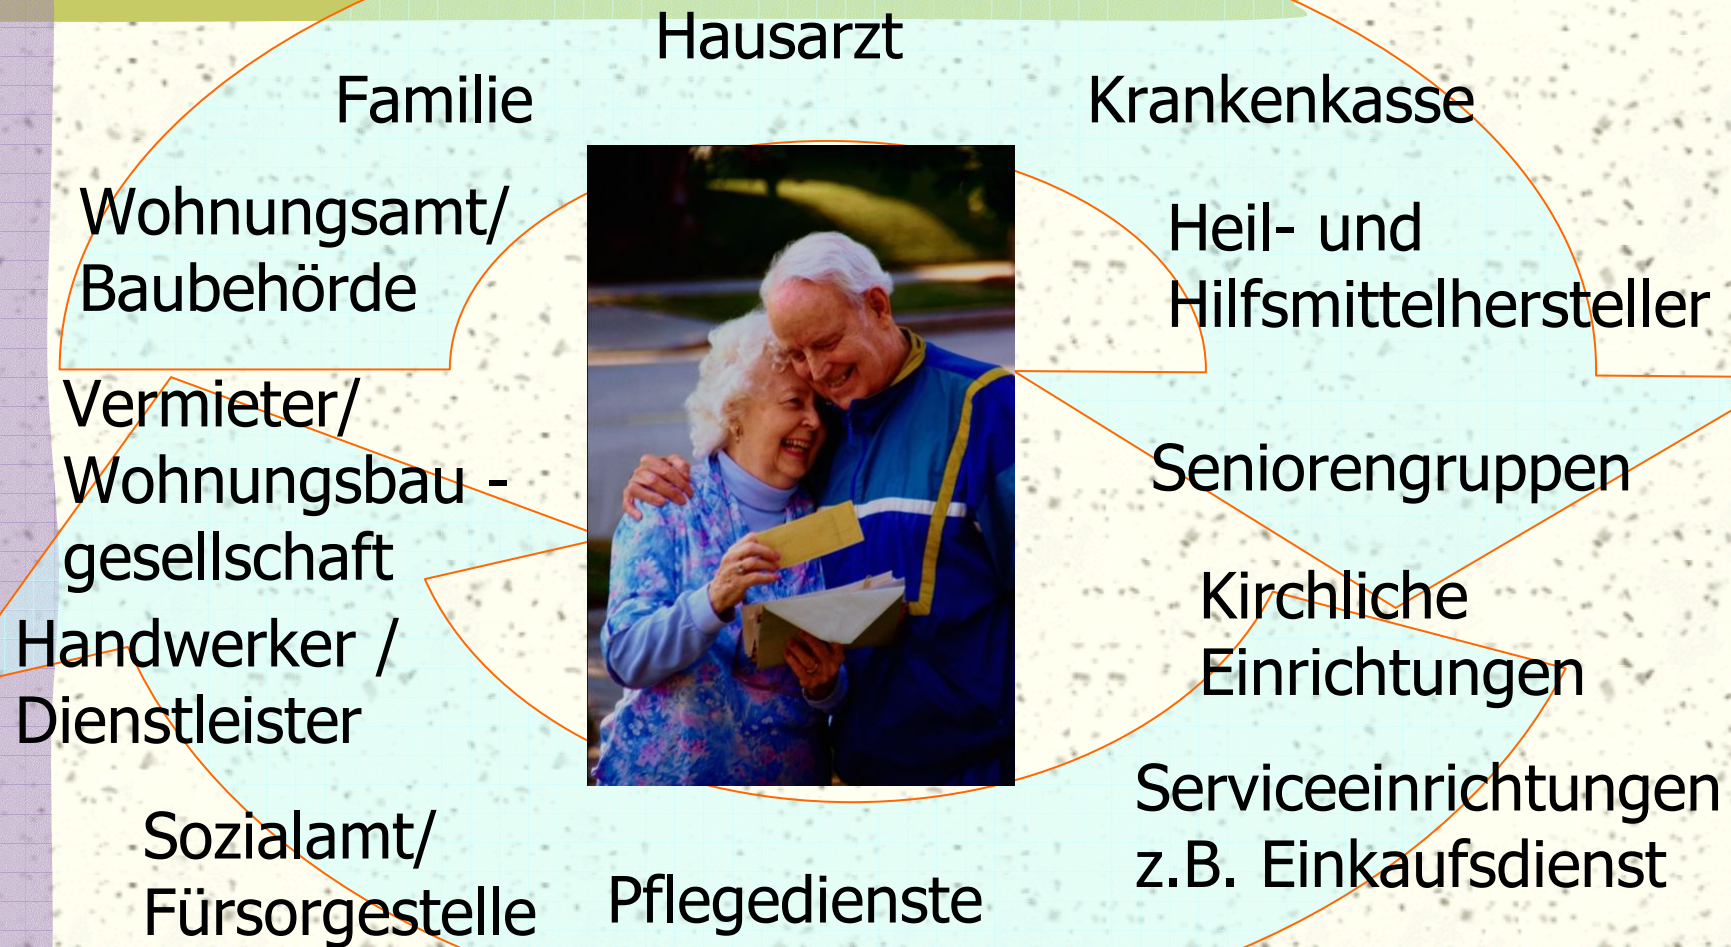 Hausarzt
Familie
Krankenkasse
Wohnungsamt/
Baubehörde
Heil- und
Hilfsmittelhersteller
Vermieter/
Wohnungsbau -
gesellschaft
Seniorengruppen
Kirchliche
Einrichtungen
Handwerker /
Dienstleister
Serviceeinrichtungen
z.B. Einkaufsdienst
Sozialamt/
Fürsorgestelle
Pflegedienste